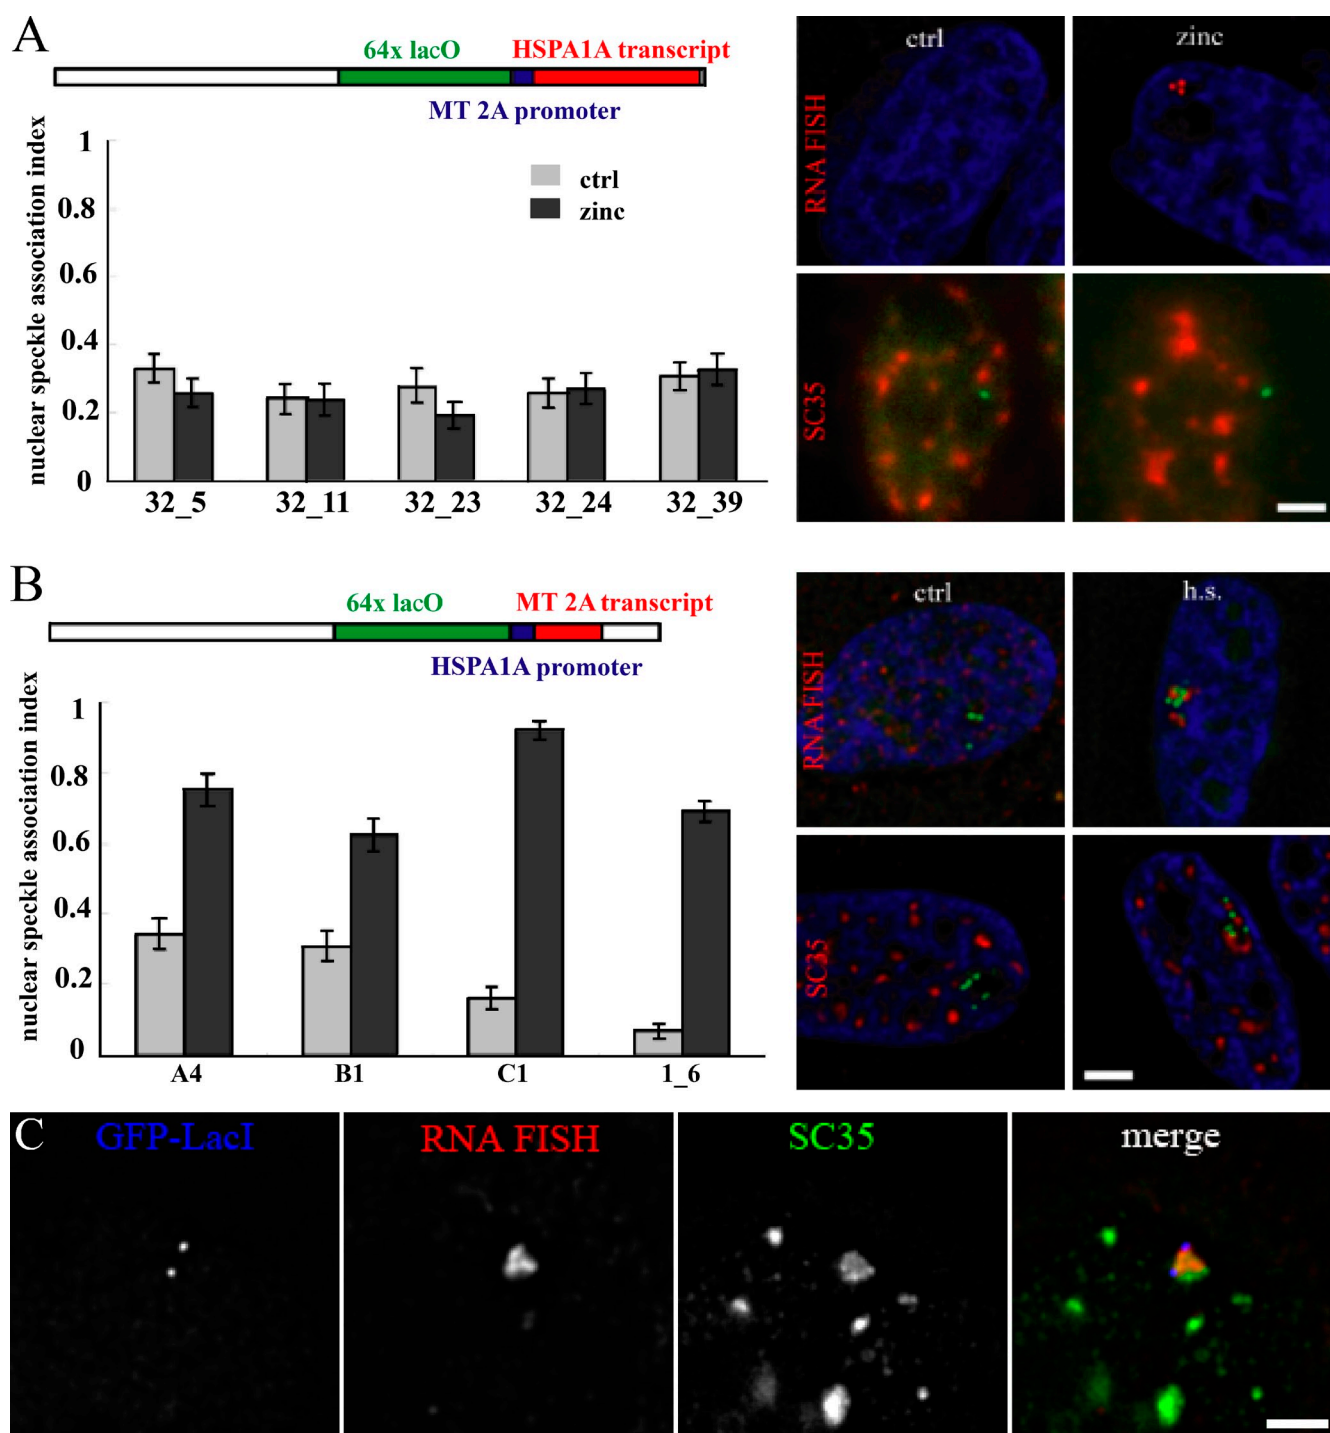 A
64x lacO
HSPA1A transcript
MT 2A promoter
nuclear speckle association index
1
0.8
0.6
0.4
0.2
0
ctrl
zinc
32_5
32_11
32_23
32_24
32_39
ctrl
zinc
RNA FISH
SC35
B
64x lacO
MT 2A transcript
HSPA1A promoter
nuclear speckle association index
1
0.8
0.6
0.4
0.2
0
A4
B1
C1
1_6
ctrl
h.s.
RNA FISH
SC35
C
GFP-LacI
RNA FISH
SC35
merge